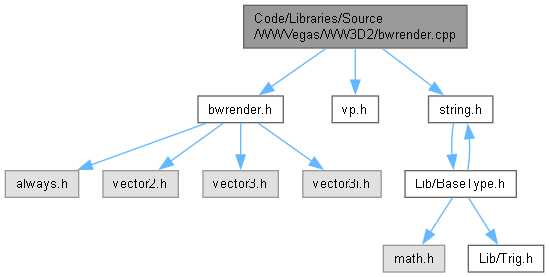 Code/Libraries/Source
/WWVegas/WW3D2/bwrender.cpp
bwrender.h
vp.h
string.h
always.h
vector2.h
vector3.h
vector3i.h
Lib/BaseType.h
math.h
Lib/Trig.h